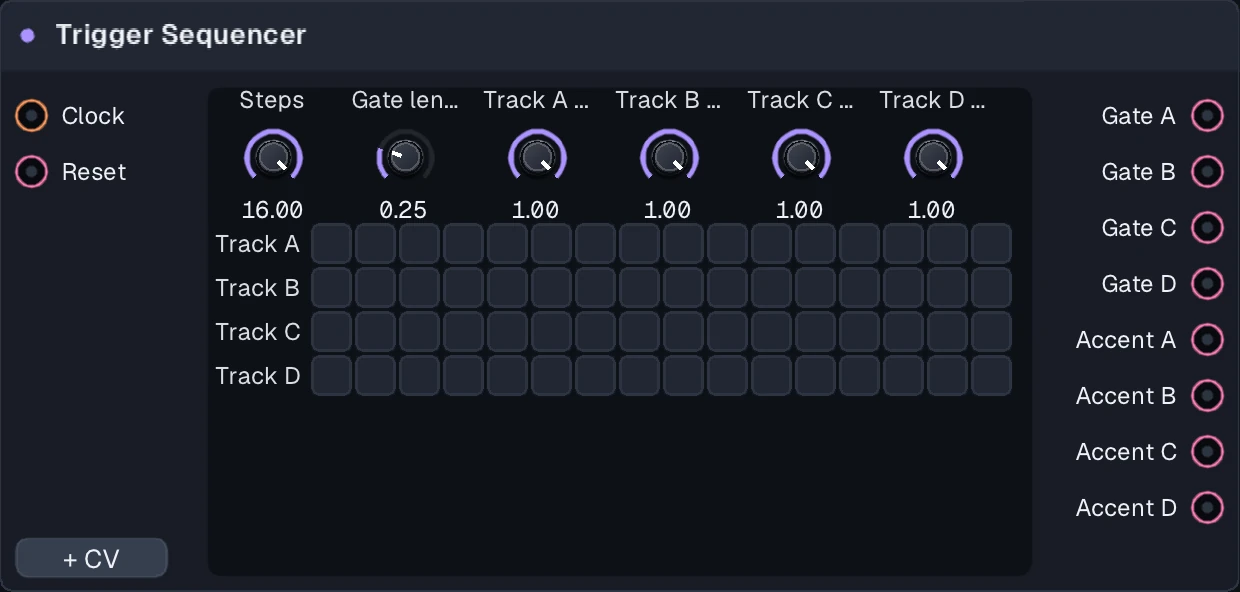 Trigger Sequencer
Clock
Reset
Steps
Gate len...
Track A ...
Track B ...
Track C ...
Track D ...
16.00
0.25
1.00
1.00
1.00
1.00
Track A
Track B
Track C
Track D
Gate A
Gate B
Gate C
Gate D
Accent A
Accent B
Accent C
Accent D
+ CV